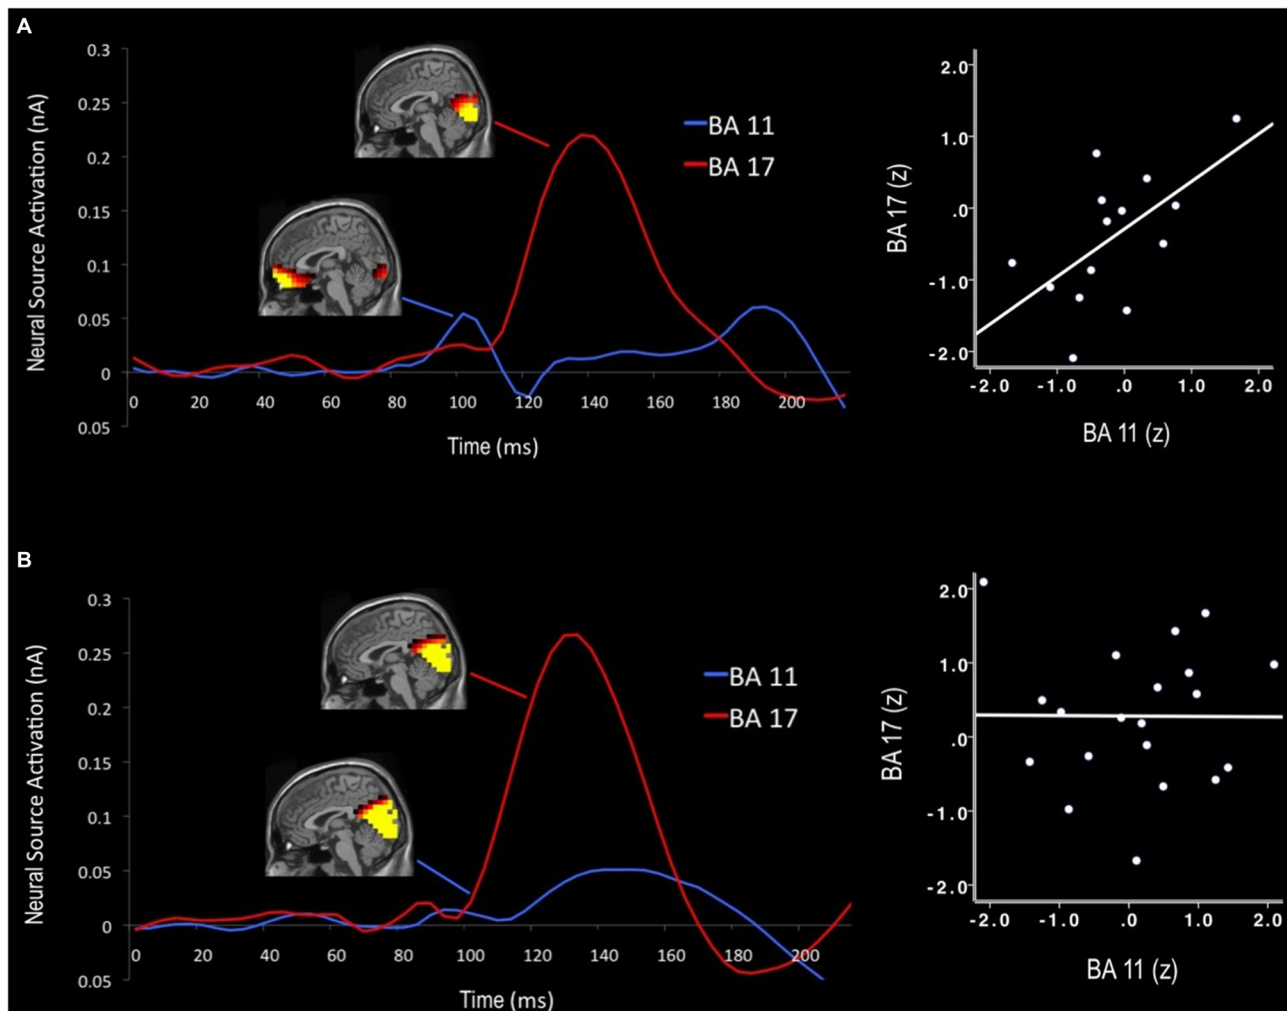 A
Neural Source Activation (nA)
0.3
0.25
0.2
0.15
0.1
0.05
0
0.05
0 20 40 60 80 100 120 140 160 180 200
Time (ms)
BA 11
BA 17
BA 17 (z)
2.0
1.0
.0
-1.0
-2.0
-2.0 -1.0 .0 1.0 2.0
BA 11 (z)
B
Neural Source Activation (nA)
0.3
0.25
0.2
0.15
0.1
0.05
0
0.05
0 20 40 60 80 100 120 140 160 180 200
Time (ms)
BA 11
BA 17
BA 17 (z)
2.0
1.0
.0
-1.0
-2.0
-2.0 -1.0 .0 1.0 2.0
BA 11 (z)